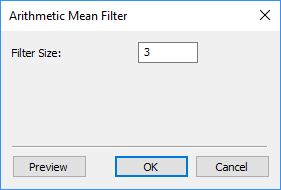 Arithmetic Mean Filter
Filter Size: 3
Preview OK Cancel